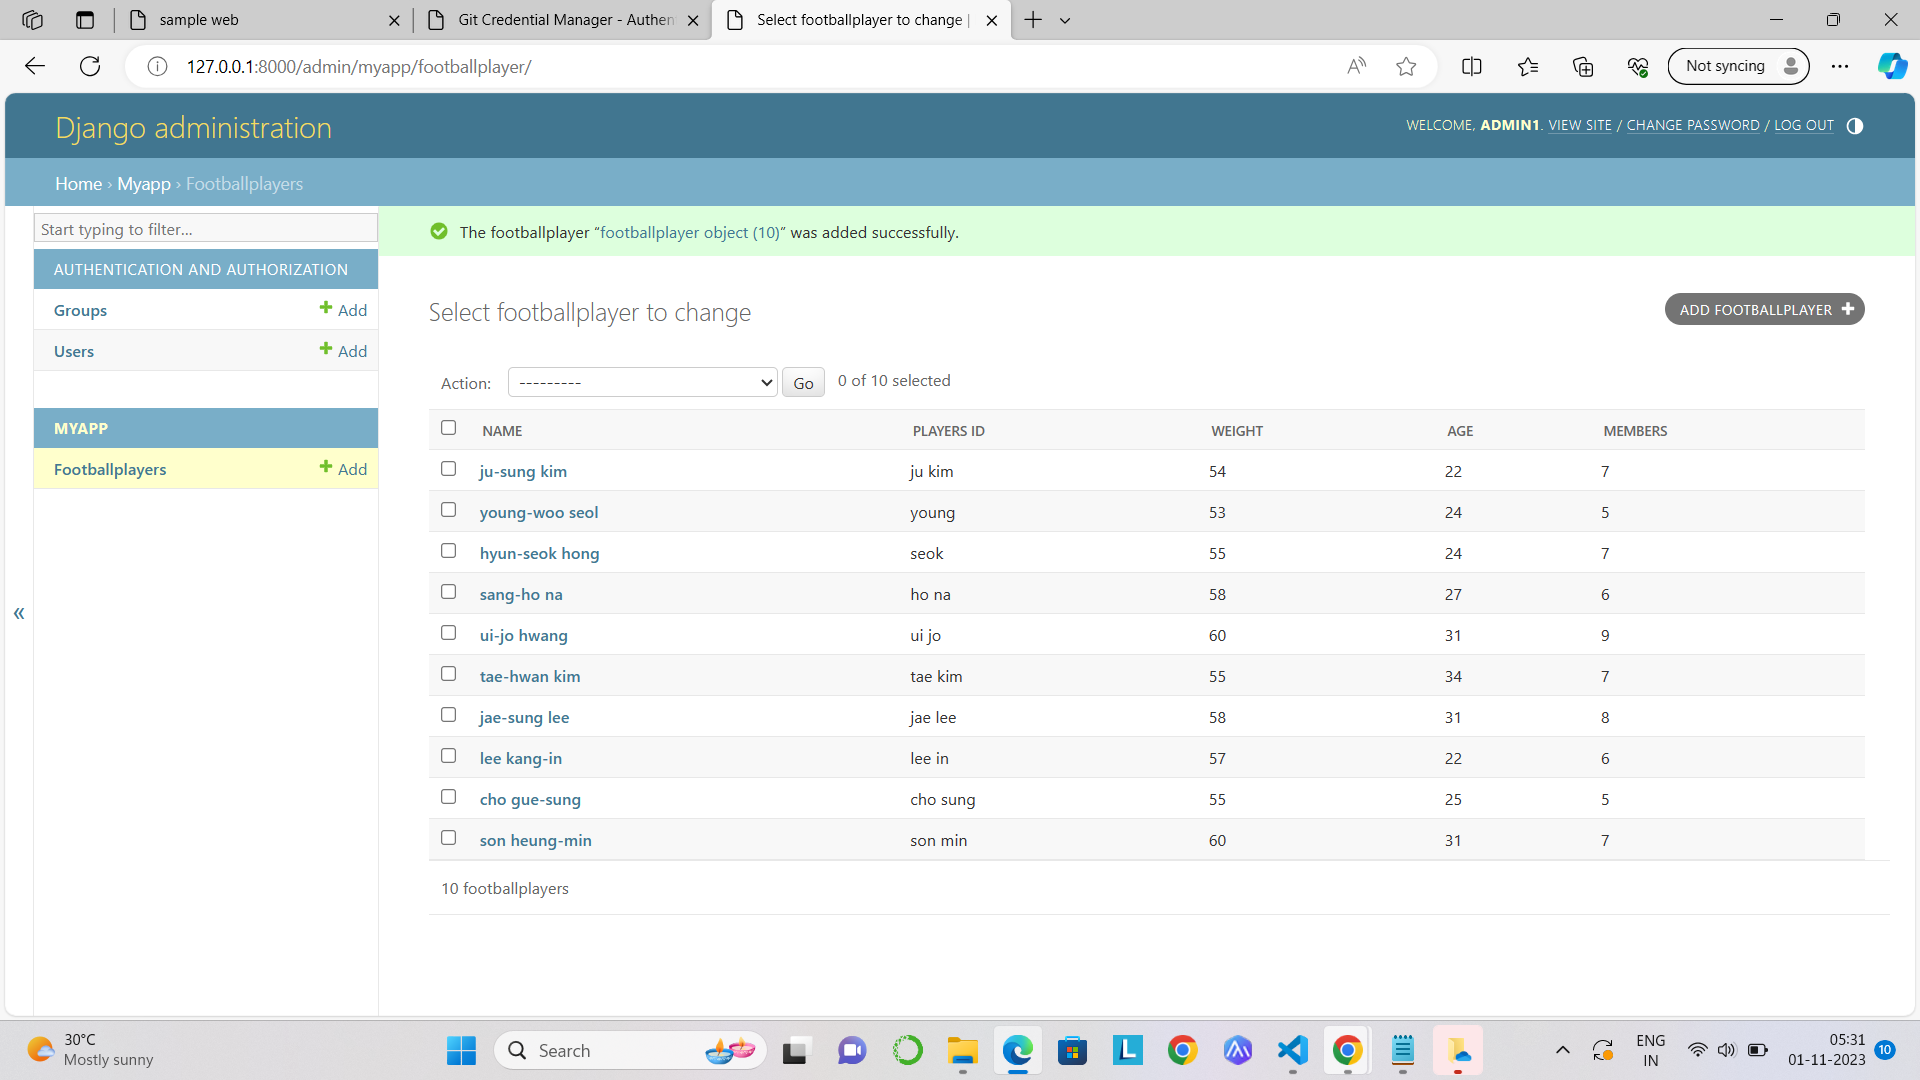 sample web
Git Credential Manager - Authen
Select footballplayer to change |
127.0.0.1:8000/admin/myapp/footballplayer/
Not syncing
Django administration
WELCOME, ADMIN1. VIEW SITE / CHANGE PASSWORD / LOG OUT
Home › Myapp › Footballplayers
Start typing to filter...
The footballplayer “footballplayer object (10)” was added successfully.
AUTHENTICATION AND AUTHORIZATION
Groups Add
Users Add
MYAPP
Footballplayers Add
«
Select footballplayer to change
ADD FOOTBALLPLAYER
Action: --------- Go 0 of 10 selected
NAME PLAYERS ID WEIGHT AGE MEMBERS
ju-sung kim ju kim 54 22 7
young-woo seol young 53 24 5
hyun-seok hong seok 55 24 7
sang-ho na ho na 58 27 6
ui-jo hwang ui jo 60 31 9
tae-hwan kim tae kim 55 34 7
jae-sung lee jae lee 58 31 8
lee kang-in lee in 57 22 6
cho gue-sung cho sung 55 25 5
son heung-min son min 60 31 7
10 footballplayers
30°C
Mostly sunny
Search
L
ENG
IN
05:31
01-11-2023
10